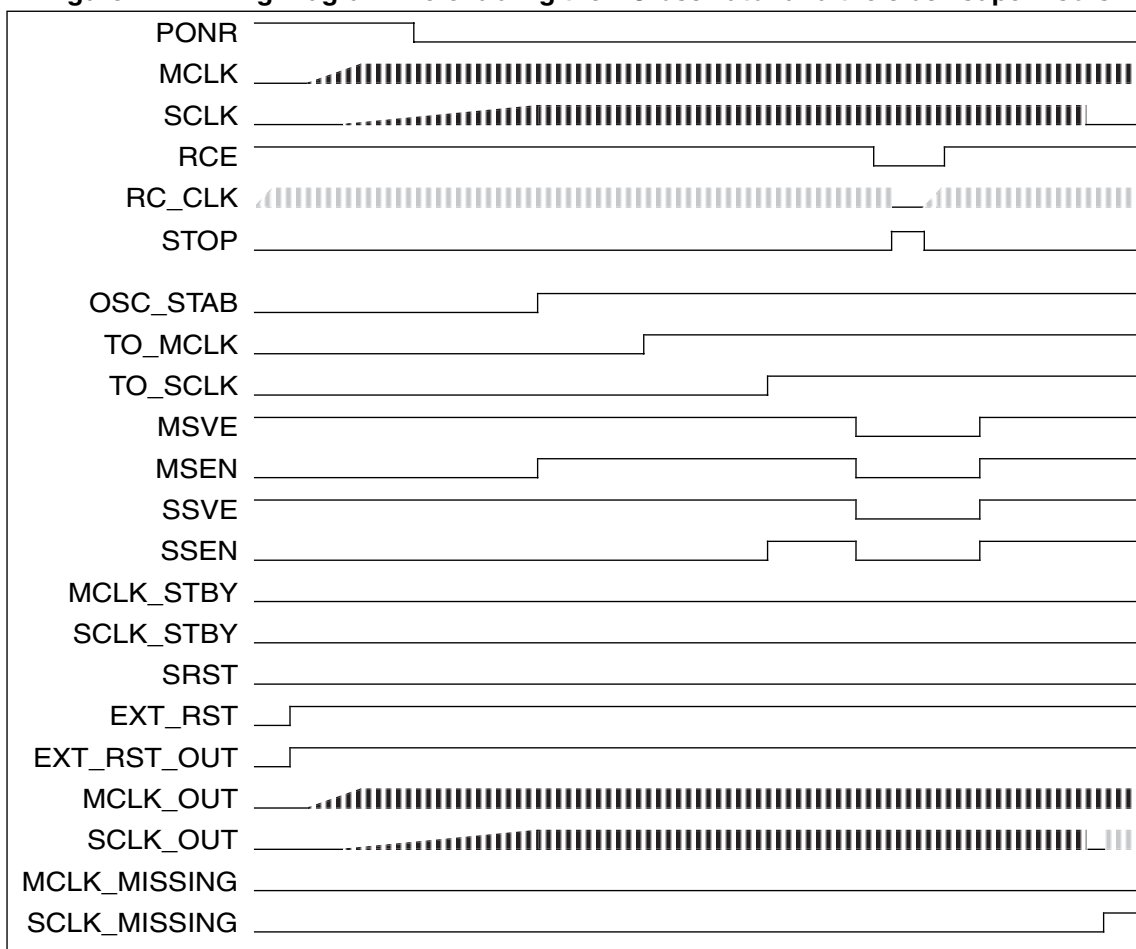 PONR
MCLK
SCLK
RCE
RC_CLK
STOP
OSC_STAB
TO_MCLK
TO_SCLK
MSVE
MSEN
SSVE
SSEN
MCLK_STBY
SCLK_STBY
SRST
EXT_RST
EXT_RST_OUT
MCLK_OUT
SCLK_OUT
MCLK_MISSING
SCLK_MISSING